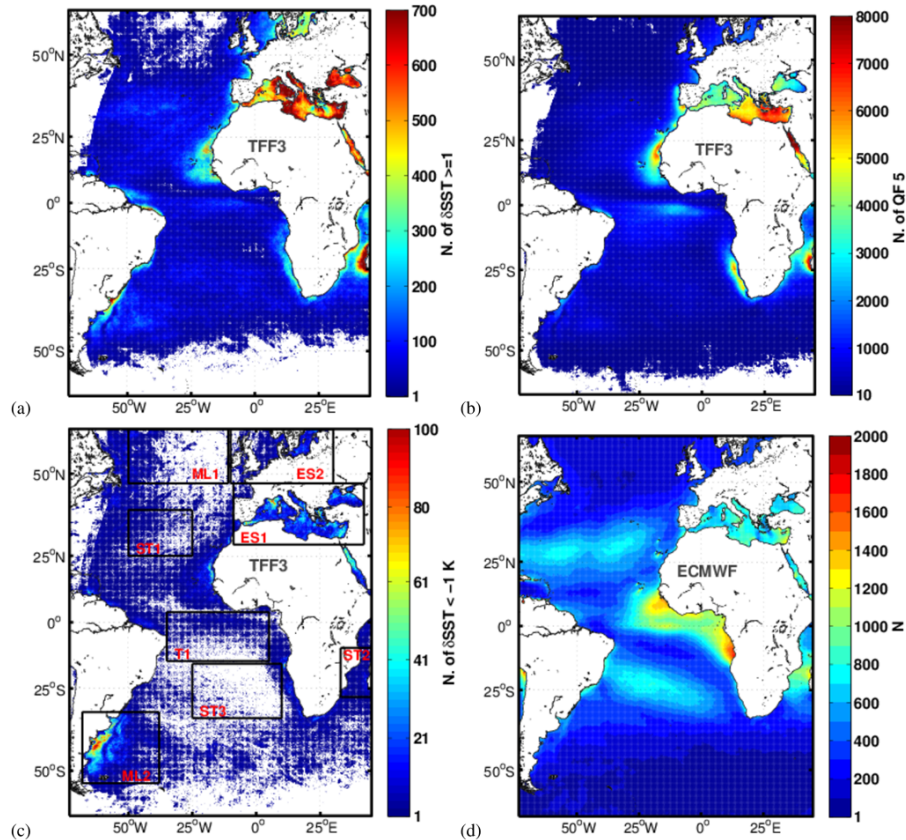 50°N
25°N
0°
25°S
50°S
50°W 25°W 0° 25°E
TFF3
700
600
500
400
300
200
100
1
N. of δSST >=1
(a)
50°N
25°N
0°
25°S
50°S
50°W 25°W 0° 25°E
TFF3
8000
7000
6000
5000
4000
3000
2000
1000
10
N. of QF 5
(b)
50°N
25°N
0°
25°S
50°S
50°W 25°W 0° 25°E
ML1
ES2
ST1
ES1
TFF3
T1
ST2
ST3
ML2
100
80
61
41
21
1
N. of δSST < −1 K
(c)
50°N
25°N
0°
25°S
50°S
50°W 25°W 0° 25°E
ECMWF
2000
1800
1600
1400
1200
1000
800
600
400
200
1
N
(d)